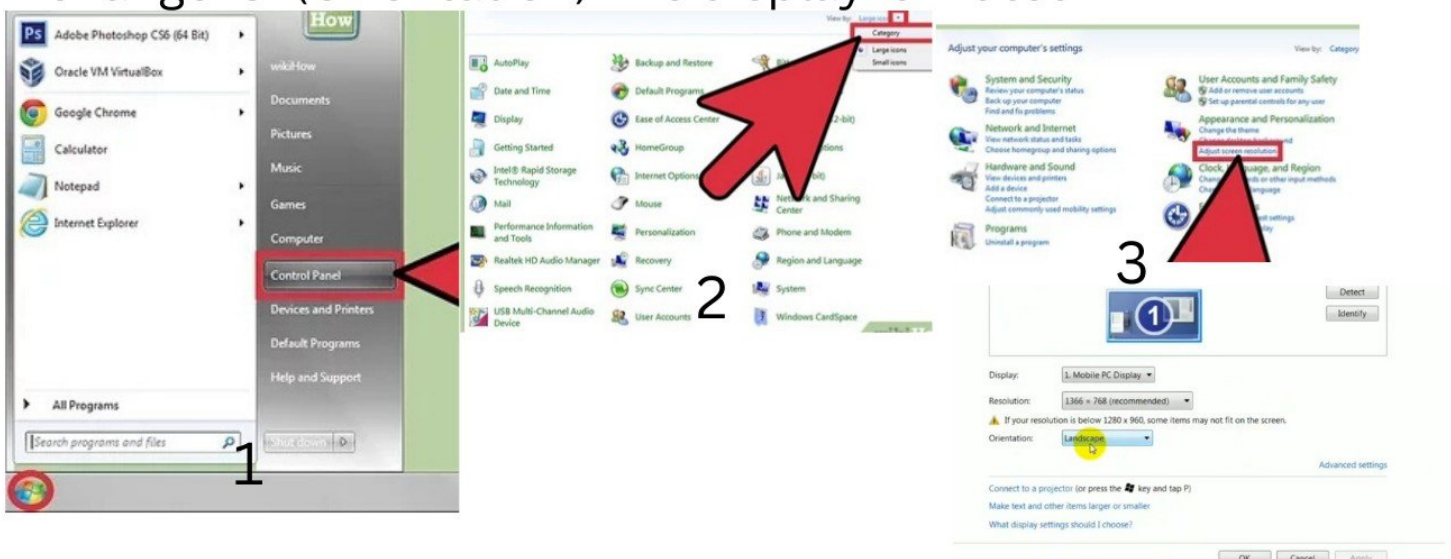 How
Adobe Photoshop CS6 (64 Bit)
Oracle VM VirtualBox
Google Chrome
Calculator
Notepad
Internet Explorer
All Programs
Search programs and files
wikiHow
Documents
Pictures
Music
Games
Computer
Control Panel
Devices and Printers
Default Programs
Help and Support
Shut down
1
View by: Large icons
Category
Large icons
Small icons
AutoPlay
Backup and Restore
Date and Time
Default Programs
Display
Ease of Access Center
Getting Started
HomeGroup
Intel® Rapid Storage Technology
Internet Options
Mail
Mouse
Sharing Center
Performance Information and Tools
Personalization
Phone and Modem
Realtek HD Audio Manager
Recovery
Region and Language
Speech Recognition
Sync Center
System
USB Multi-Channel Audio Device
User Accounts
Windows CardSpace
2
Adjust your computer's settings
View by: Category
System and Security
Review your computer's status
Back up your computer
Find and fix problems
Network and Internet
View network status and tasks
Choose homegroup and sharing options
Hardware and Sound
View devices and printers
Add a device
Connect to a projector
Adjust commonly used mobility settings
Programs
Uninstall a program
User Accounts and Family Safety
Add or remove user accounts
Set up parental controls for any user
Appearance and Personalization
Change the theme
Adjust screen resolution
Clock, and Region
or other input methods
3
Detect
Identify
1
Display: 1. Mobile PC Display
Resolution: 1366 × 768 (recommended)
If your resolution is below 1280 x 960, some items may not fit on the screen.
Orientation: Landscape
Advanced settings
Connect to a projector (or press the key and tap P)
Make text and other items larger or smaller
What display settings should I choose?
OK Cancel Apply